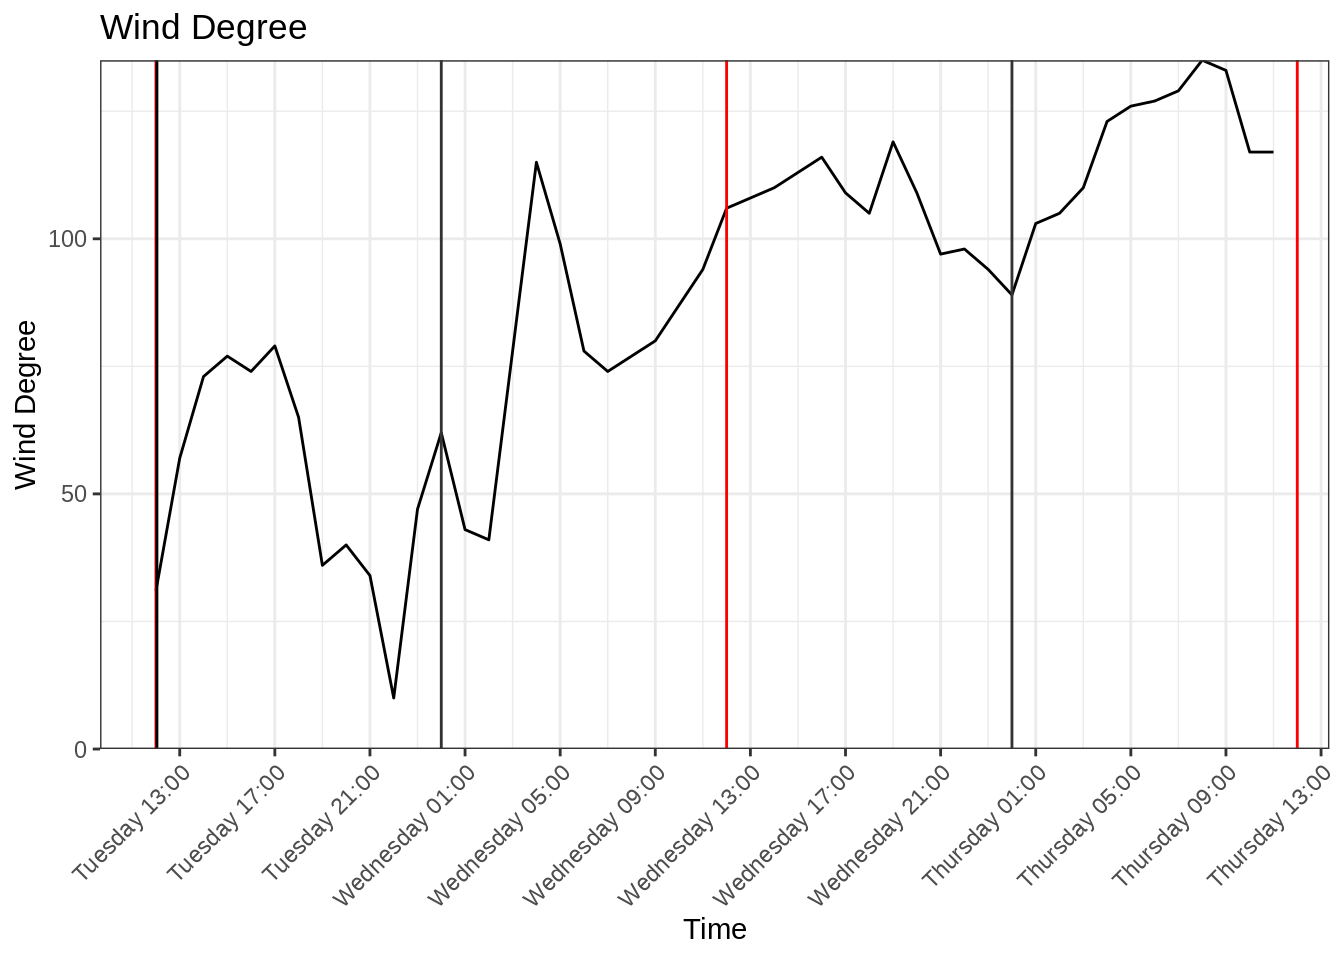 Wind Degree
Wind Degree
100
50
0
Tuesday 13:00
Tuesday 17:00
Tuesday 21:00
Wednesday 01:00
Wednesday 05:00
Wednesday 09:00
Wednesday 13:00
Wednesday 17:00
Wednesday 21:00
Thursday 01:00
Thursday 05:00
Thursday 09:00
Thursday 13:00
Time